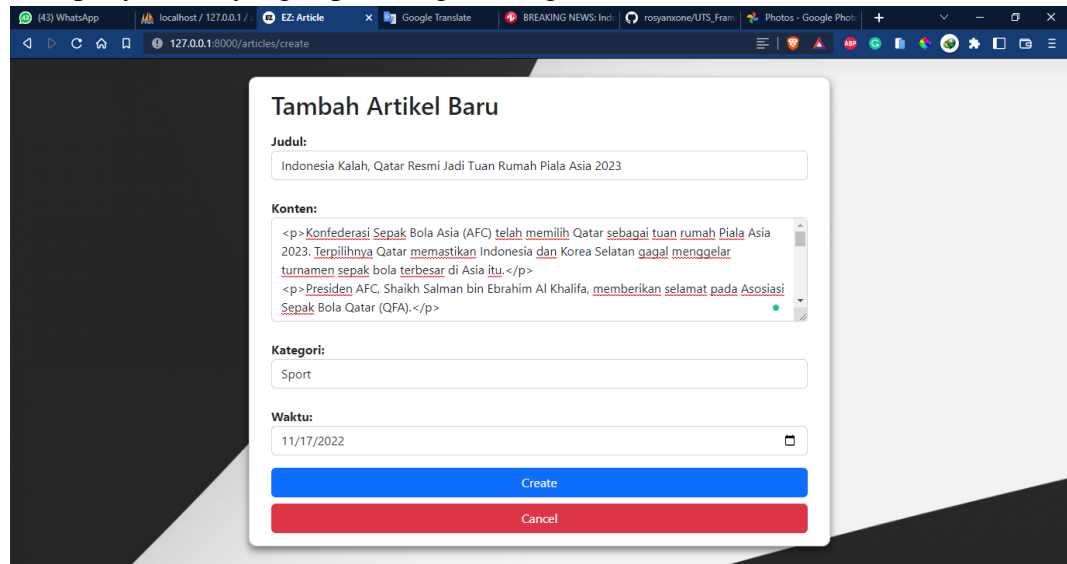 (43) WhatsApp
localhost / 127.0.0.1 /
EZ: Article
Google Translate
BREAKING NEWS: Ind
rosyanxone/UTS_Fram
Photos - Google Phot
127.0.0.1:8000/articles/create
Tambah Artikel Baru
Judul:
Indonesia Kalah, Qatar Resmi Jadi Tuan Rumah Piala Asia 2023
Konten:
<p>Konfederasi Sepak Bola Asia (AFC) telah memilih Qatar sebagai tuan rumah Piala Asia
2023. Terpilihnya Qatar memastikan Indonesia dan Korea Selatan gagal menggelar
turnamen sepak bola terbesar di Asia itu.</p>
<p>Presiden AFC, Shaikh Salman bin Ebrahim Al Khalifa, memberikan selamat pada Asosiasi
Sepak Bola Qatar (QFA).</p>
Kategori:
Sport
Waktu:
11/17/2022
Create
Cancel